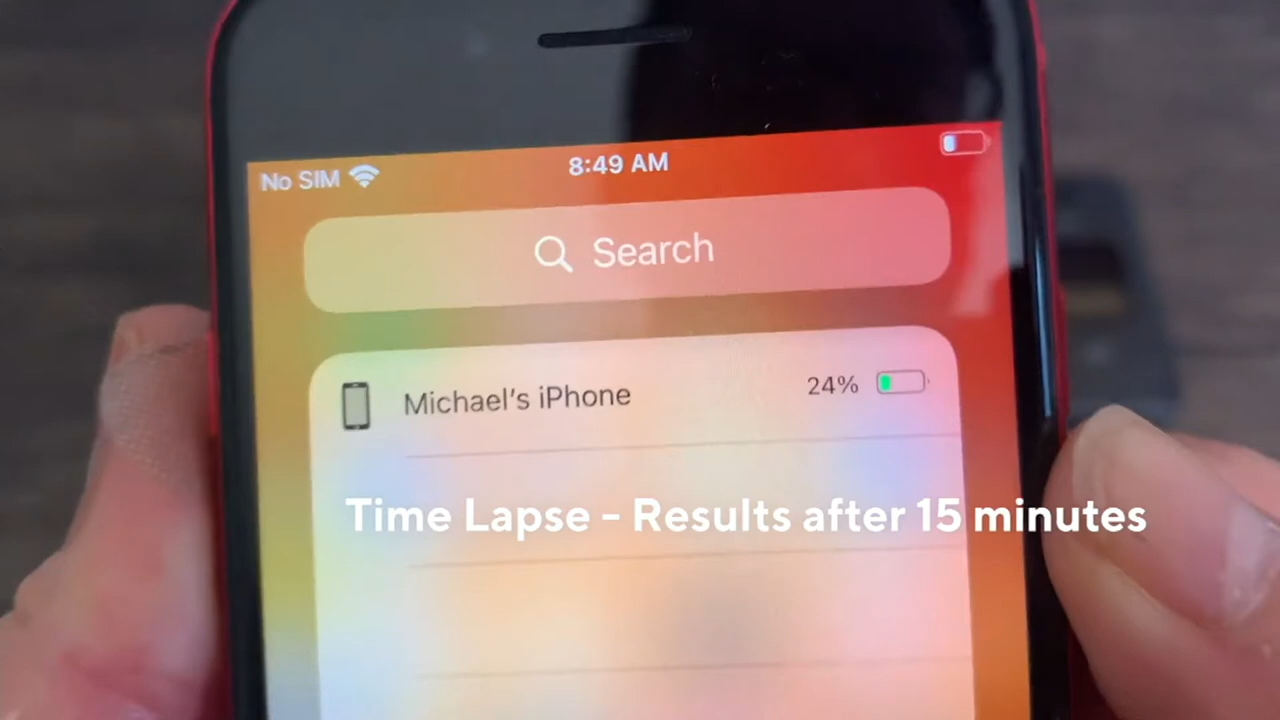 No SIM 8:49 AM
Search
Michael's iPhone 24%
Time Lapse - Results after 15 minutes